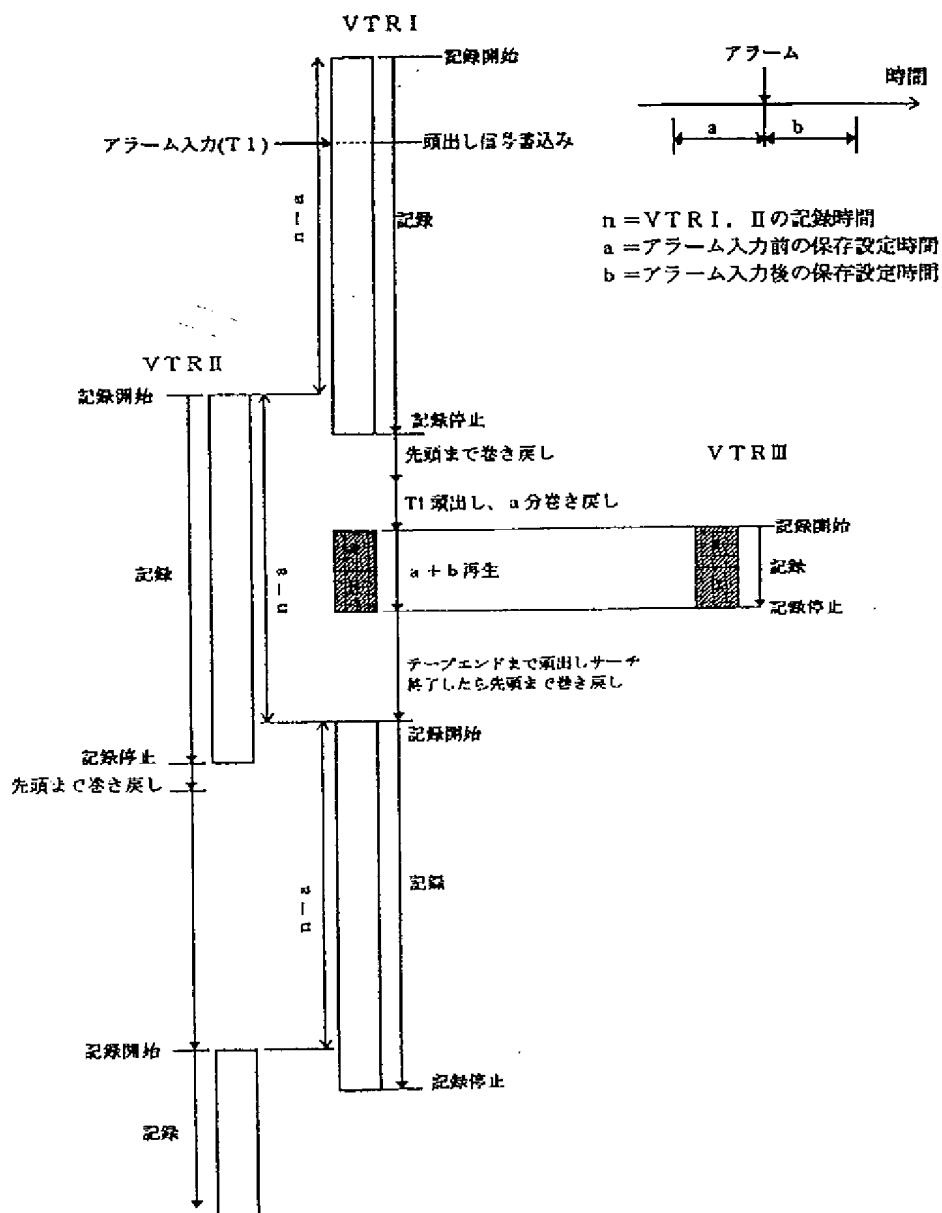 VTRⅠ
記録開始
アラーム入力(T1)
頭出し信号書込み
n－a
記録
アラーム
時間
a
b
n＝VTRⅠ, Ⅱの記録時間
a＝アラーム入力前の保存設定時間
b＝アラーム入力後の保存設定時間
VTRⅡ
記録開始
記録停止
先頭まで巻き戻し
VTRⅢ
T1頭出し、a分巻き戻し
記録開始
記録
n－a
a＋b再生
記録
記録停止
テープエンドまで頭出しサーチ
終了したら先頭まで巻き戻し
記録開始
記録停止
先頭まで巻き戻し
n－a
記録
記録開始
記録停止
記録